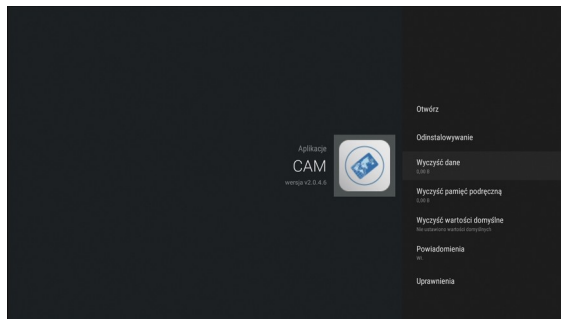 Aplikacje
CAM
wersja v2.0.4.6
Otwórz
Odinstalowywanie
Wyczyść dane
0,00 B
Wyczyść pamięć podręczną
0,00 B
Wyczyść wartości domyślne
Nie ustawiono wartości domyślnych
Powiadomienia
Wł.
Uprawnienia